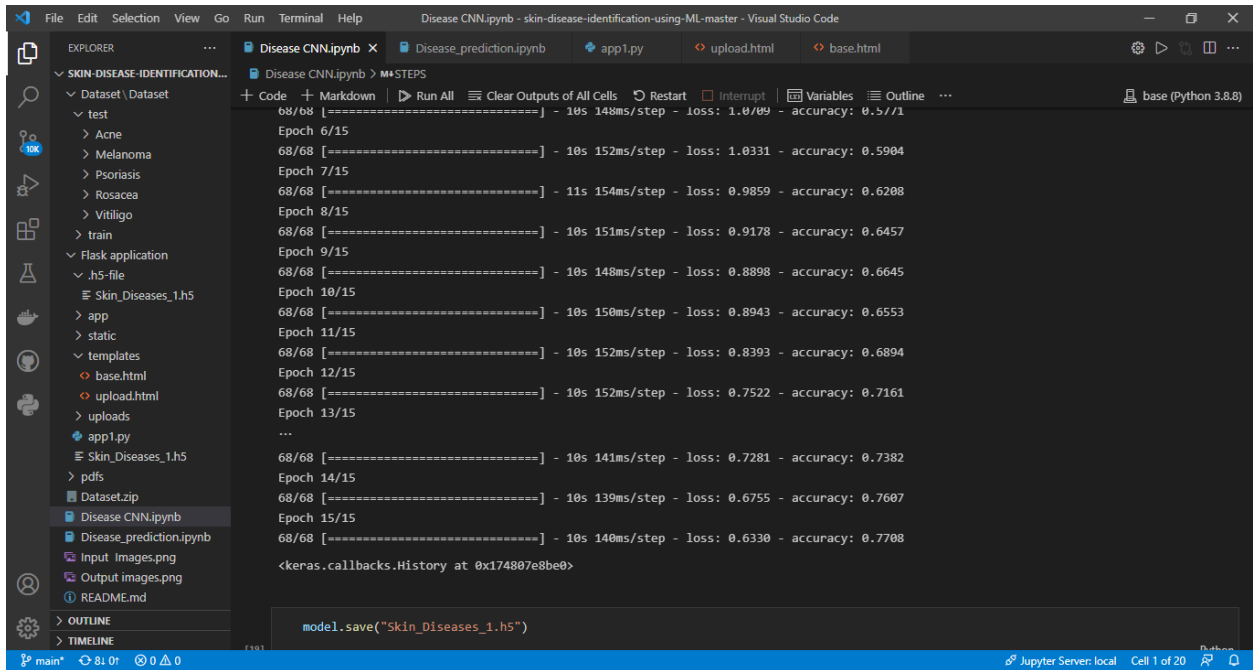 File Edit Selection View Go Run Terminal Help
Disease CNN.ipynb - skin-disease-identification-using-ML-master - Visual Studio Code
EXPLORER
SKIN-DISEASE-IDENTIFICATION...
Dataset\Dataset
test
Acne
Melanoma
Psoriasis
Rosacea
Vitiligo
train
Flask application
.h5-file
Skin_Diseases_1.h5
app
static
templates
base.html
upload.html
uploads
app1.py
Skin_Diseases_1.h5
pdfs
Dataset.zip
Disease CNN.ipynb
Disease_prediction.ipynb
Input Images.png
Output images.png
README.md
OUTLINE
TIMELINE
10K
Disease CNN.ipynb Disease_prediction.ipynb app1.py upload.html base.html
Disease CNN.ipynb > M↓STEPS
+ Code + Markdown Run All Clear Outputs of All Cells Restart Interrupt Variables Outline ... base (Python 3.8.8)
68/68 [==============================] - 10s 148ms/step - loss: 1.0709 - accuracy: 0.5771
Epoch 6/15
68/68 [==============================] - 10s 152ms/step - loss: 1.0331 - accuracy: 0.5904
Epoch 7/15
68/68 [==============================] - 11s 154ms/step - loss: 0.9859 - accuracy: 0.6208
Epoch 8/15
68/68 [==============================] - 10s 151ms/step - loss: 0.9178 - accuracy: 0.6457
Epoch 9/15
68/68 [==============================] - 10s 148ms/step - loss: 0.8898 - accuracy: 0.6645
Epoch 10/15
68/68 [==============================] - 10s 150ms/step - loss: 0.8943 - accuracy: 0.6553
Epoch 11/15
68/68 [==============================] - 10s 152ms/step - loss: 0.8393 - accuracy: 0.6894
Epoch 12/15
68/68 [==============================] - 10s 152ms/step - loss: 0.7522 - accuracy: 0.7161
Epoch 13/15
...
68/68 [==============================] - 10s 141ms/step - loss: 0.7281 - accuracy: 0.7382
Epoch 14/15
68/68 [==============================] - 10s 139ms/step - loss: 0.6755 - accuracy: 0.7607
Epoch 15/15
68/68 [==============================] - 10s 140ms/step - loss: 0.6330 - accuracy: 0.7708
<keras.callbacks.History at 0x174807e8be0>
model.save("Skin_Diseases_1.h5")
[19] Python
main* 8↓ 0↑ 0 0 Jupyter Server: local Cell 1 of 20